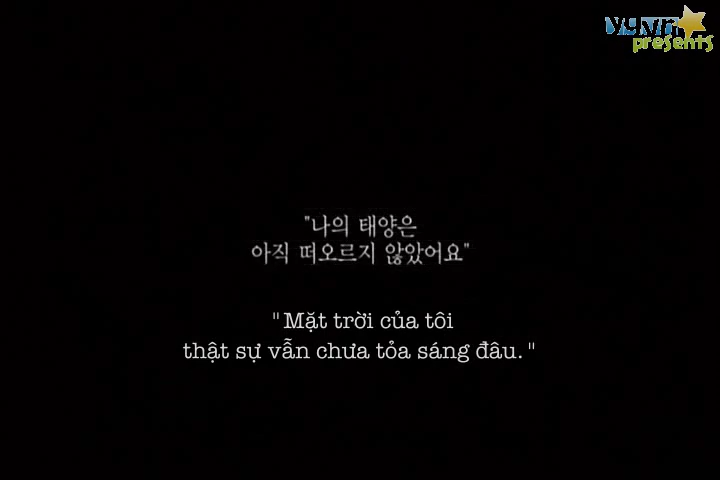 presents
"나의 태양은
아직 떠오르지 않았어요"
"Mặt trời của tôi
thật sự vẫn chưa tỏa sáng đâu."